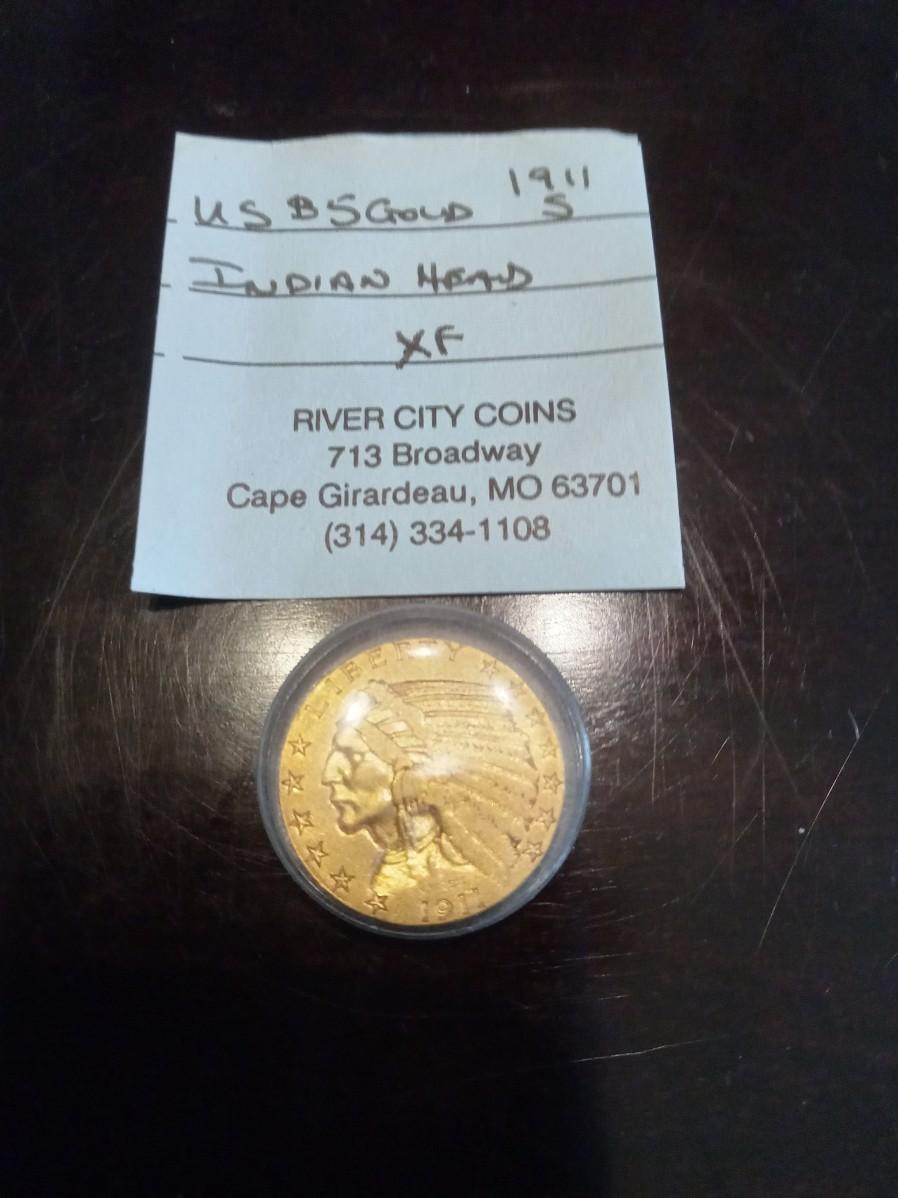 US $5 GOLD 1911
S
INDIAN HEAD
XF
RIVER CITY COINS
713 Broadway
Cape Girardeau, MO 63701
(314) 334-1108
LIBERTY
1911